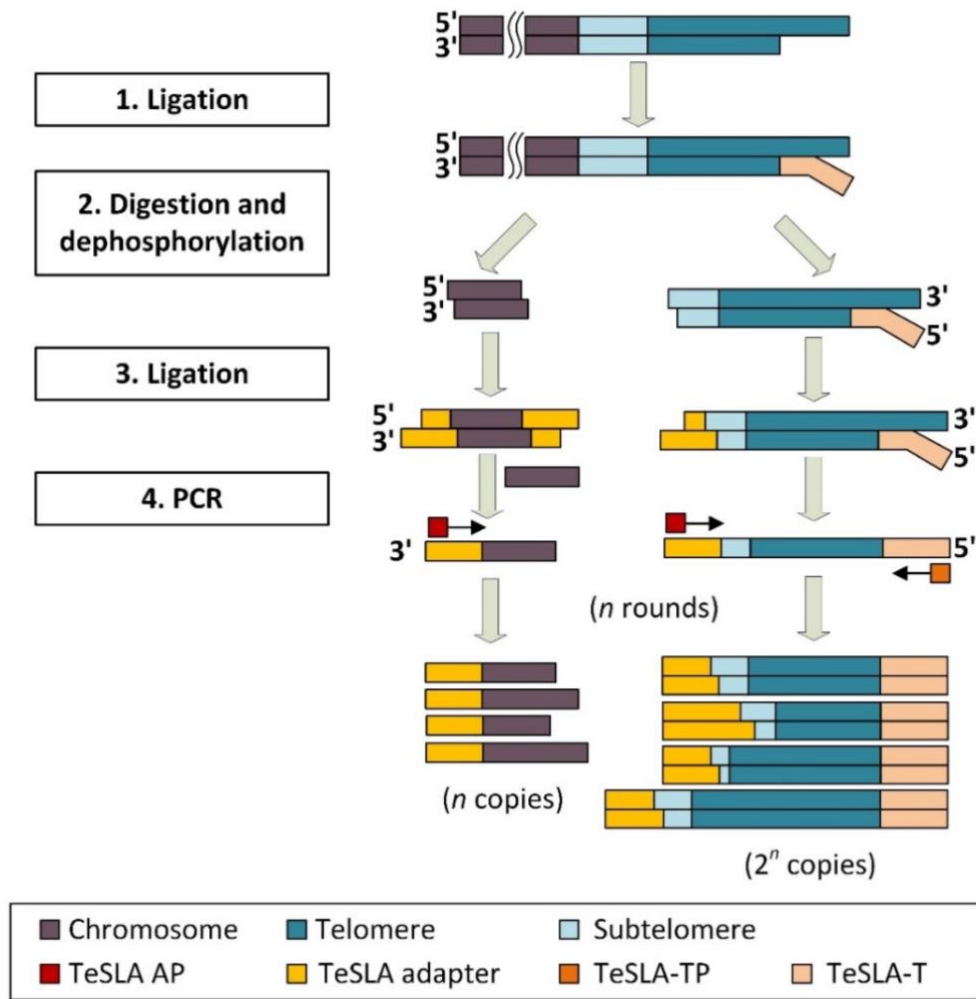 5'
3'
1. Ligation
5'
3'
2. Digestion and
dephosphorylation
5'
3'
3'
5'
3. Ligation
5'
3'
3'
5'
4. PCR
3'
5'
(n rounds)
(n copies)
(2ⁿ copies)
Chromosome
Telomere
Subtelomere
TeSLA AP
TeSLA adapter
TeSLA-TP
TeSLA-T